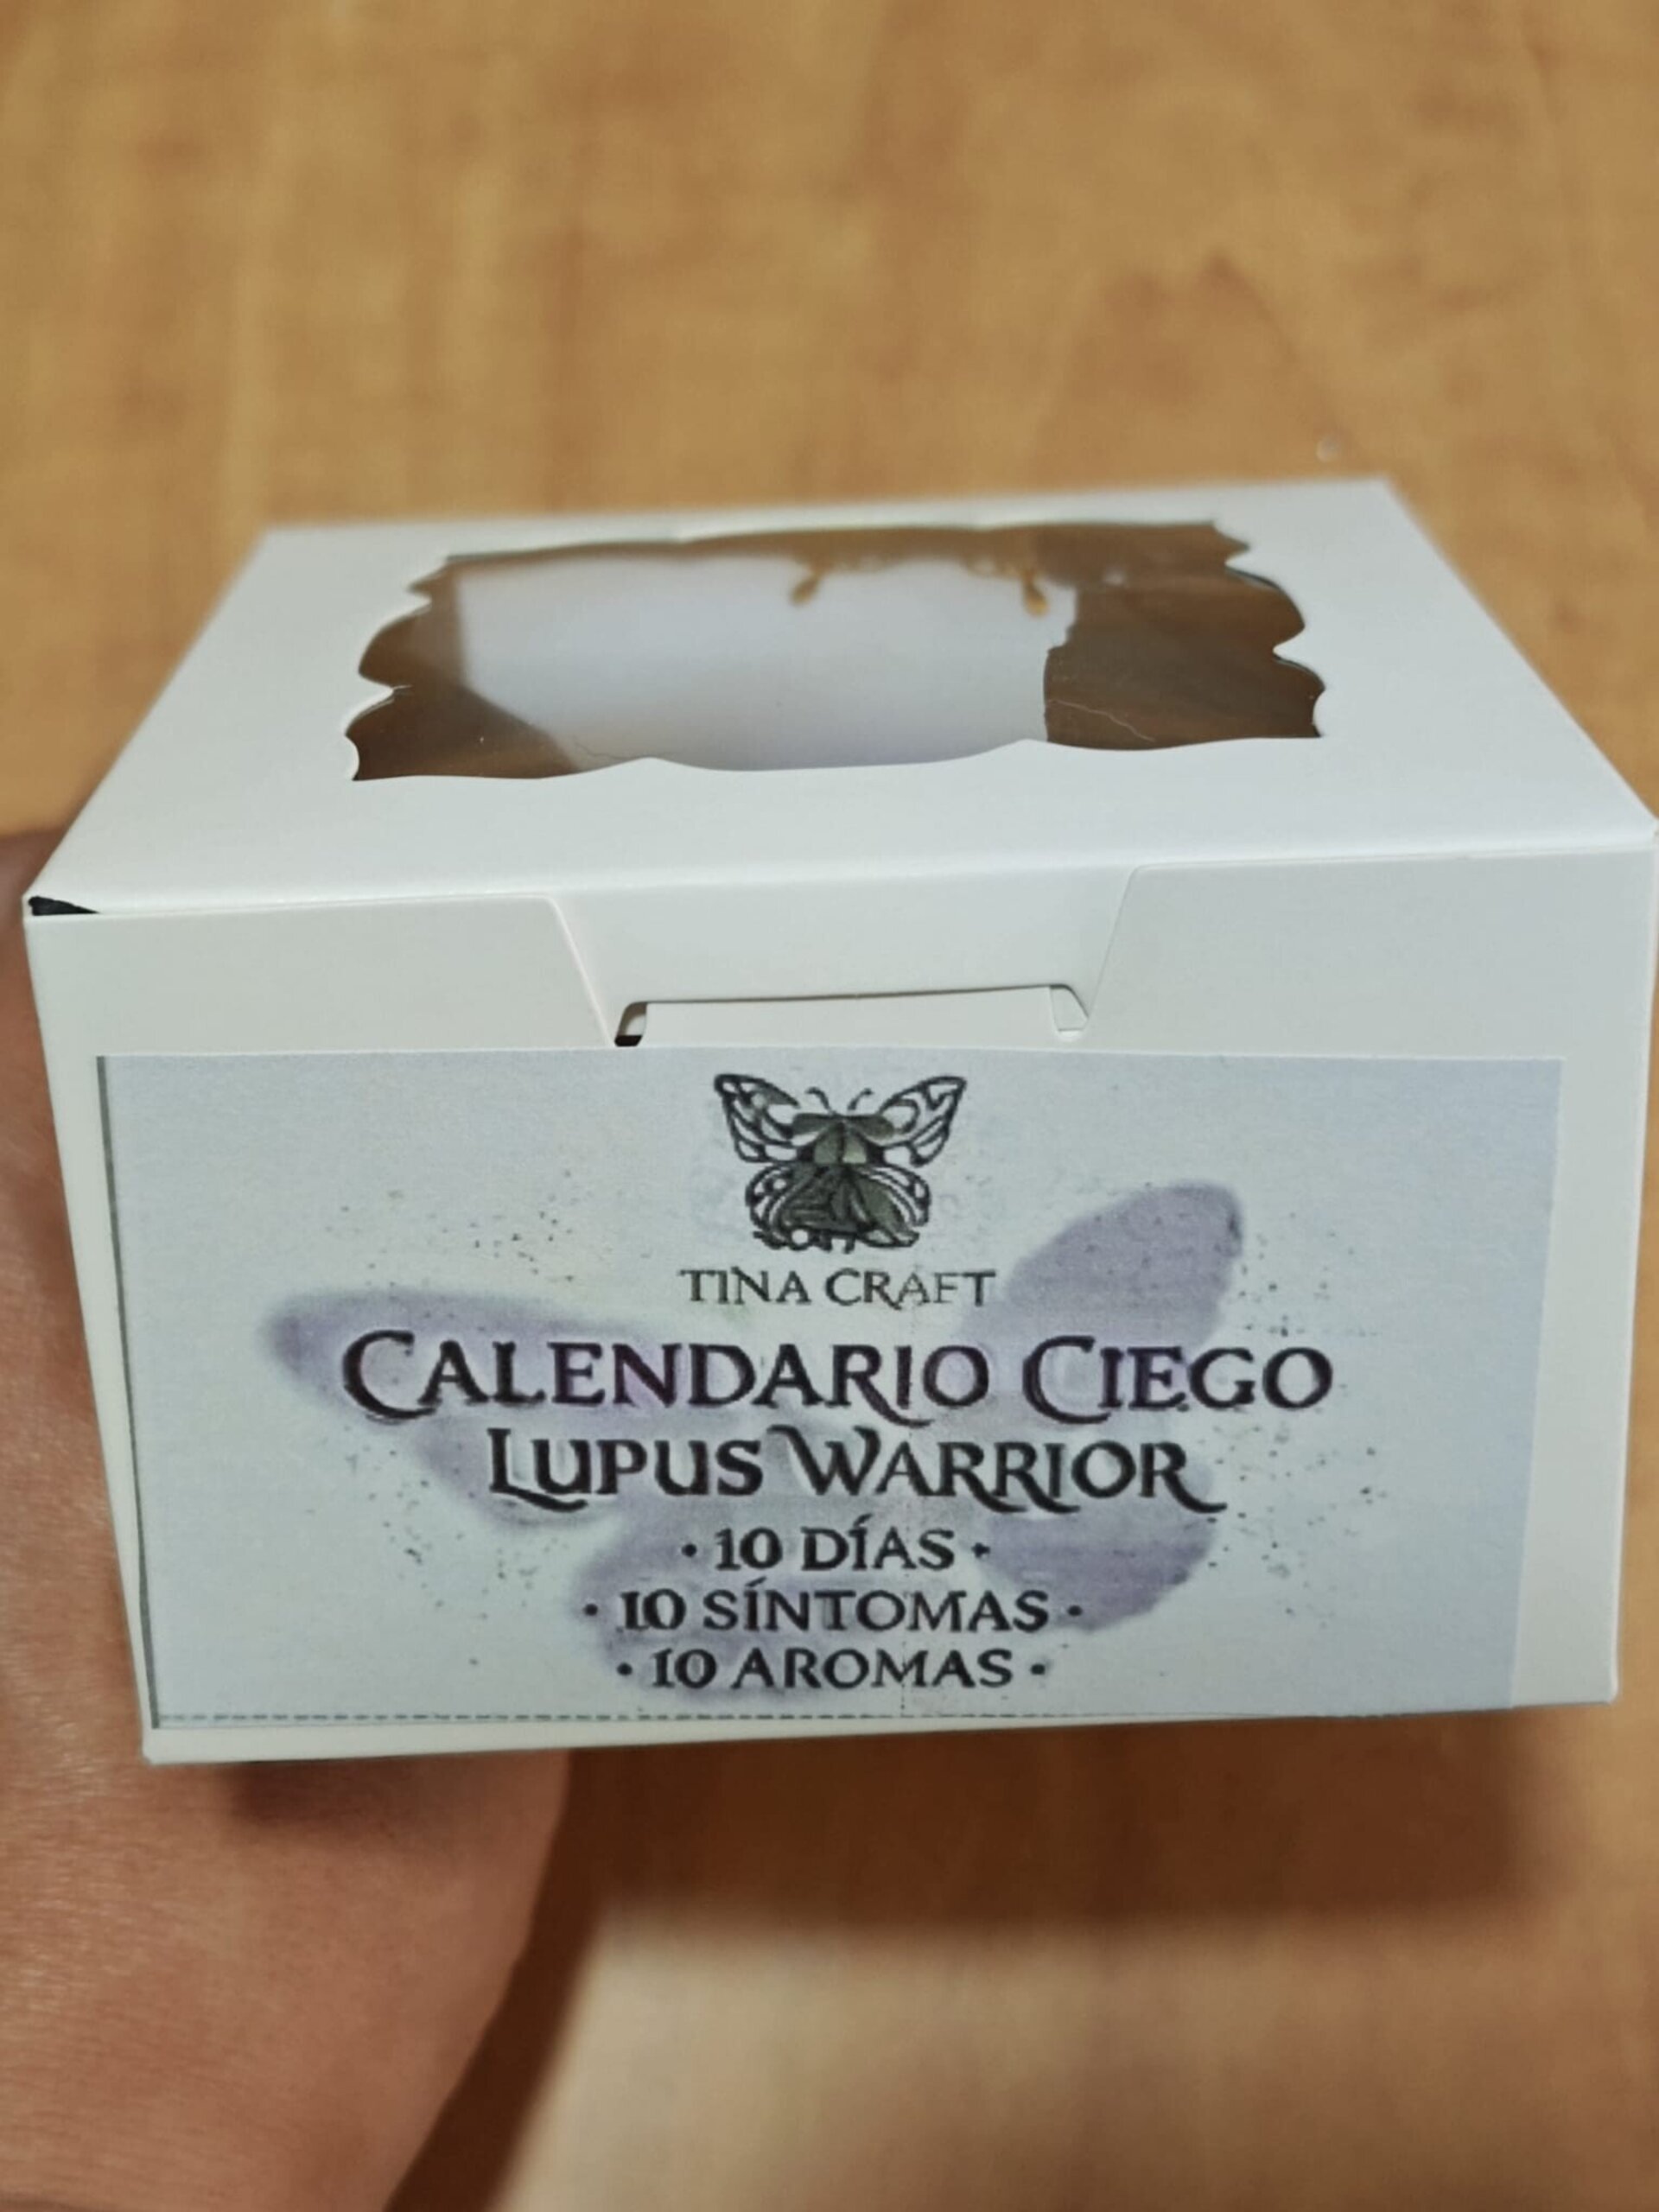 TINA CRAFT
CALENDARIO CIEGO
LUPUS WARRIOR
· 10 DÍAS ·
· 10 SÍNTOMAS ·
· 10 AROMAS ·